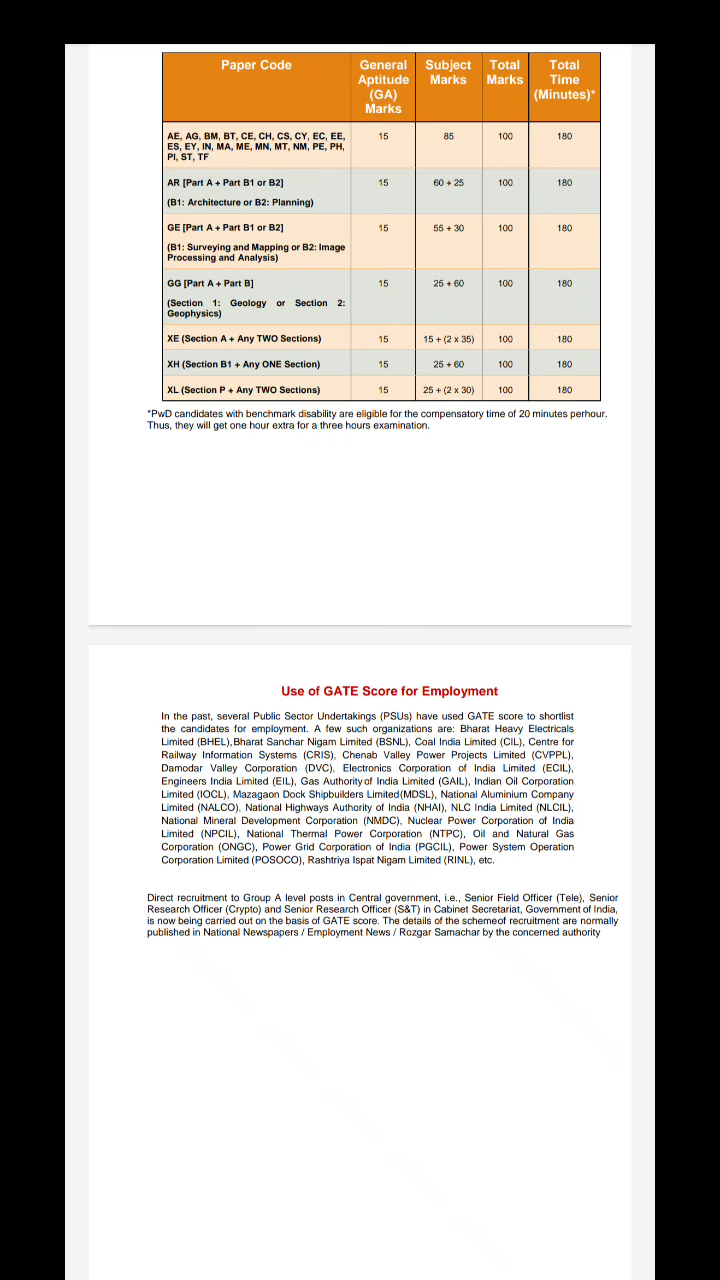 Paper Code
General
Aptitude
(GA)
Marks
Subject
Marks
Total
Marks
Total
Time
(Minutes)*
AE, AG, BM, BT, CE, CH, CS, CY, EC, EE,
ES, EY, IN, MA, ME, MN, MT, NM, PE, PH,
PI, ST, TF
15 85 100 180
AR [Part A + Part B1 or B2]
(B1: Architecture or B2: Planning)
15 60 + 25 100 180
GE [Part A + Part B1 or B2]
(B1: Surveying and Mapping or B2: Image
Processing and Analysis)
15 55 + 30 100 180
GG [Part A + Part B]
(Section 1: Geology or Section 2:
Geophysics)
15 25 + 60 100 180
XE (Section A + Any TWO Sections) 15 15 + (2 x 35) 100 180
XH (Section B1 + Any ONE Section) 15 25 + 60 100 180
XL (Section P + Any TWO Sections) 15 25 + (2 x 30) 100 180
*PwD candidates with benchmark disability are eligible for the compensatory time of 20 minutes perhour.
Thus, they will get one hour extra for a three hours examination.
Use of GATE Score for Employment
In the past, several Public Sector Undertakings (PSUs) have used GATE score to shortlist
the candidates for employment. A few such organizations are: Bharat Heavy Electricals
Limited (BHEL),Bharat Sanchar Nigam Limited (BSNL), Coal India Limited (CIL), Centre for
Railway Information Systems (CRIS), Chenab Valley Power Projects Limited (CVPPL),
Damodar Valley Corporation (DVC), Electronics Corporation of India Limited (ECIL),
Engineers India Limited (EIL), Gas Authority of India Limited (GAIL), Indian Oil Corporation
Limited (IOCL), Mazagaon Dock Shipbuilders Limited(MDSL), National Aluminium Company
Limited (NALCO), National Highways Authority of India (NHAI), NLC India Limited (NLCIL),
National Mineral Development Corporation (NMDC), Nuclear Power Corporation of India
Limited (NPCIL), National Thermal Power Corporation (NTPC), Oil and Natural Gas
Corporation (ONGC), Power Grid Corporation of India (PGCIL), Power System Operation
Corporation Limited (POSOCO), Rashtriya Ispat Nigam Limited (RINL), etc.
Direct recruitment to Group A level posts in Central government, i.e., Senior Field Officer (Tele), Senior
Research Officer (Crypto) and Senior Research Officer (S&T) in Cabinet Secretariat, Government of India,
is now being carried out on the basis of GATE score. The details of the schemeof recruitment are normally
published in National Newspapers / Employment News / Rozgar Samachar by the concerned authority